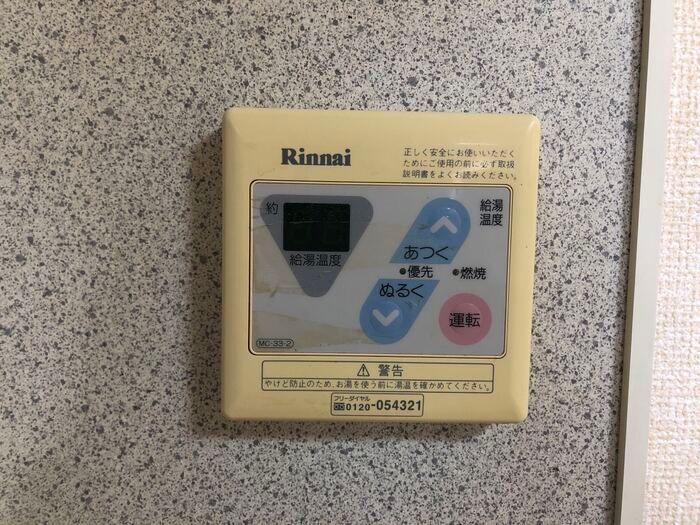 Rinnai
正しく安全にお使いいただく
ためにご使用の前に必ず取扱
説明書をよくお読みください。
約
給湯温度
給湯
温度
あつく
優先
燃焼
ぬるく
運転
MC-33-2
⚠ 警告
やけど防止のため、お湯を使う前に湯温を確かめてください。
フリーダイヤル
0120-054321